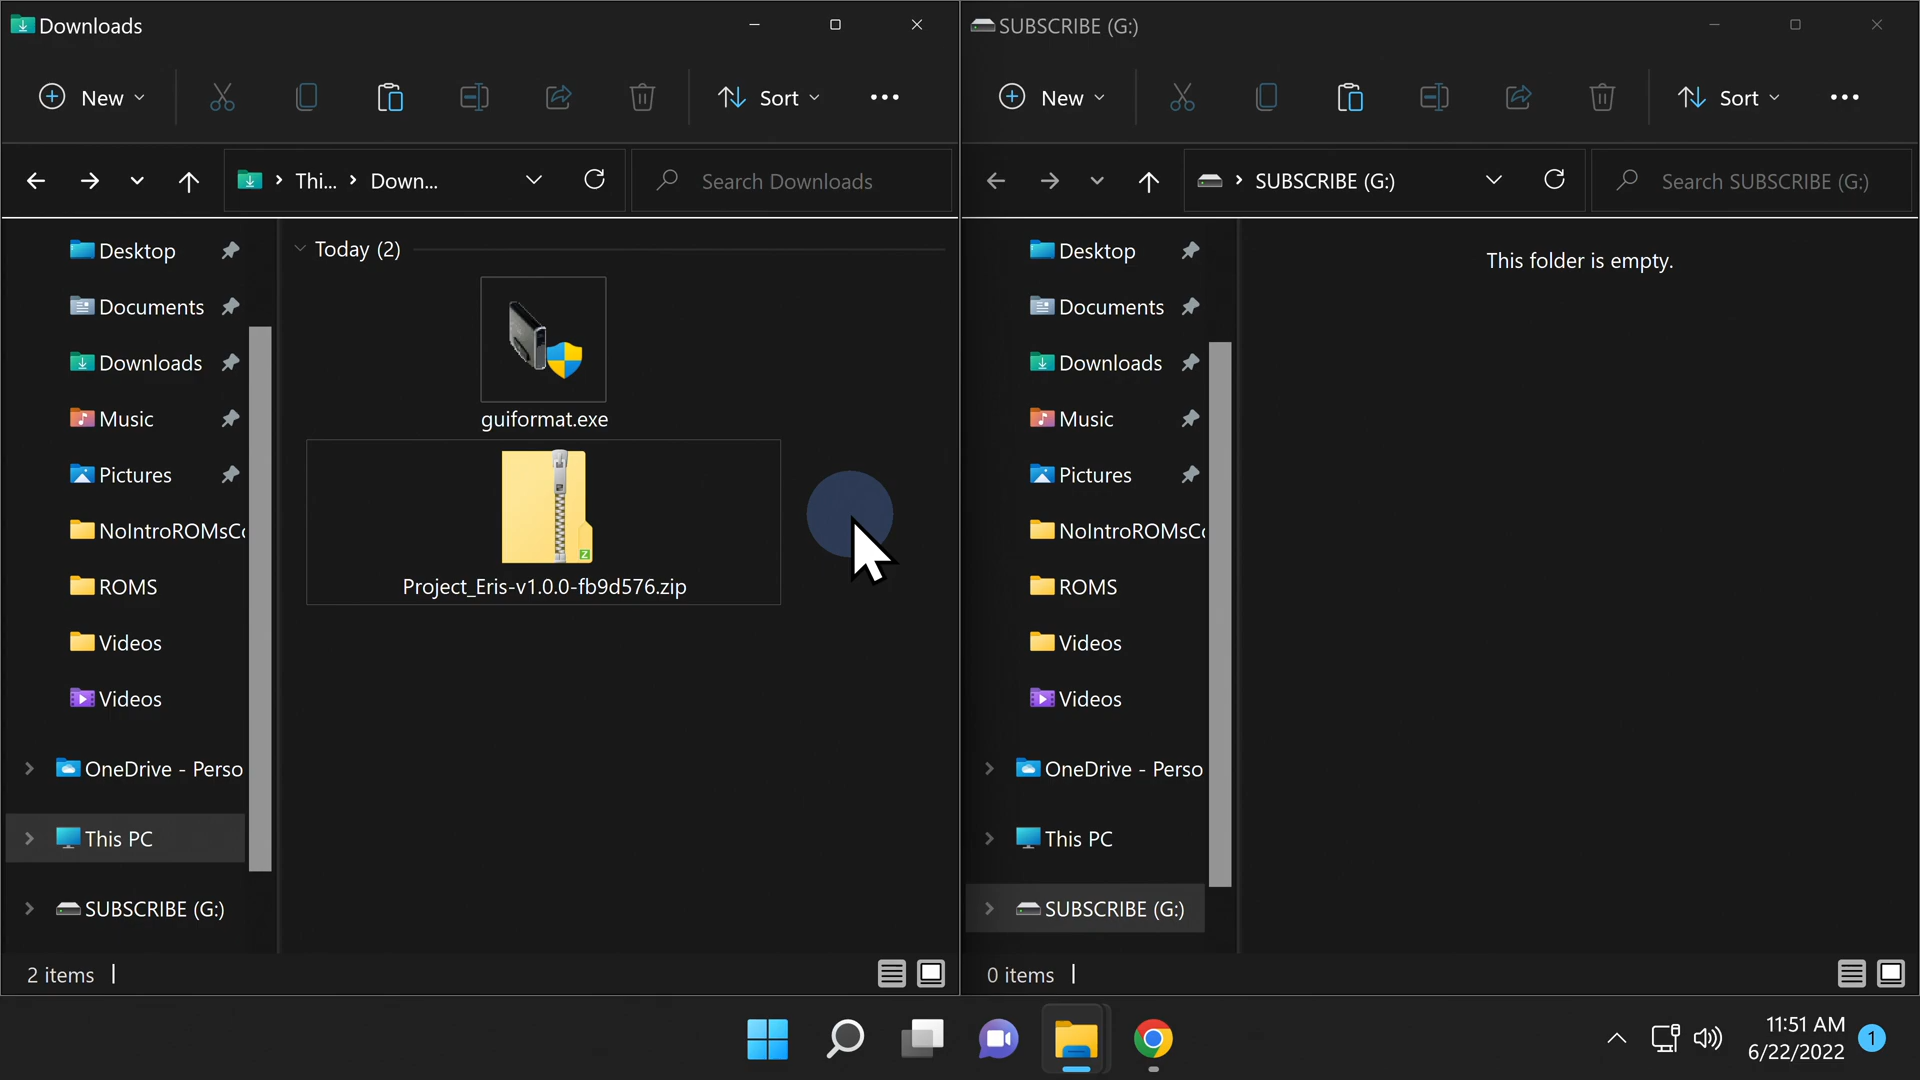 Downloads
New
Sort
Thi...
Down...
Search Downloads
Desktop
Documents
Downloads
Music
Pictures
NoIntroROMsCo
ROMS
Videos
Videos
OneDrive - Perso
This PC
SUBSCRIBE (G:)
Today (2)
guiformat.exe
Project_Eris-v1.0.0-fb9d576.zip
2 items
SUBSCRIBE (G:)
New
Sort
SUBSCRIBE (G:)
Search SUBSCRIBE (G:)
Desktop
Documents
Downloads
Music
Pictures
NoIntroROMsCo
ROMS
Videos
Videos
OneDrive - Perso
This PC
SUBSCRIBE (G:)
This folder is empty.
0 items
11:51 AM
6/22/2022
1